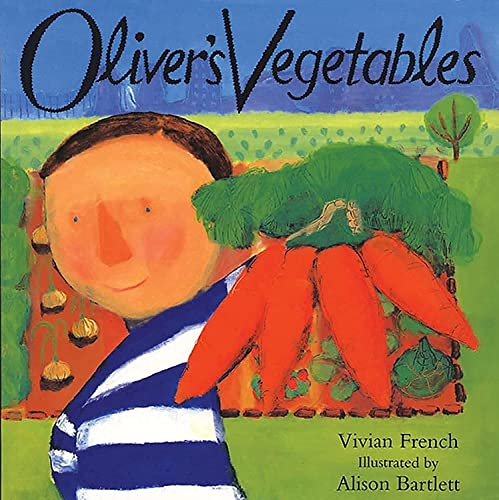 Oliver's Vegetables
Vivian French
Illustrated by
Alison Bartlett